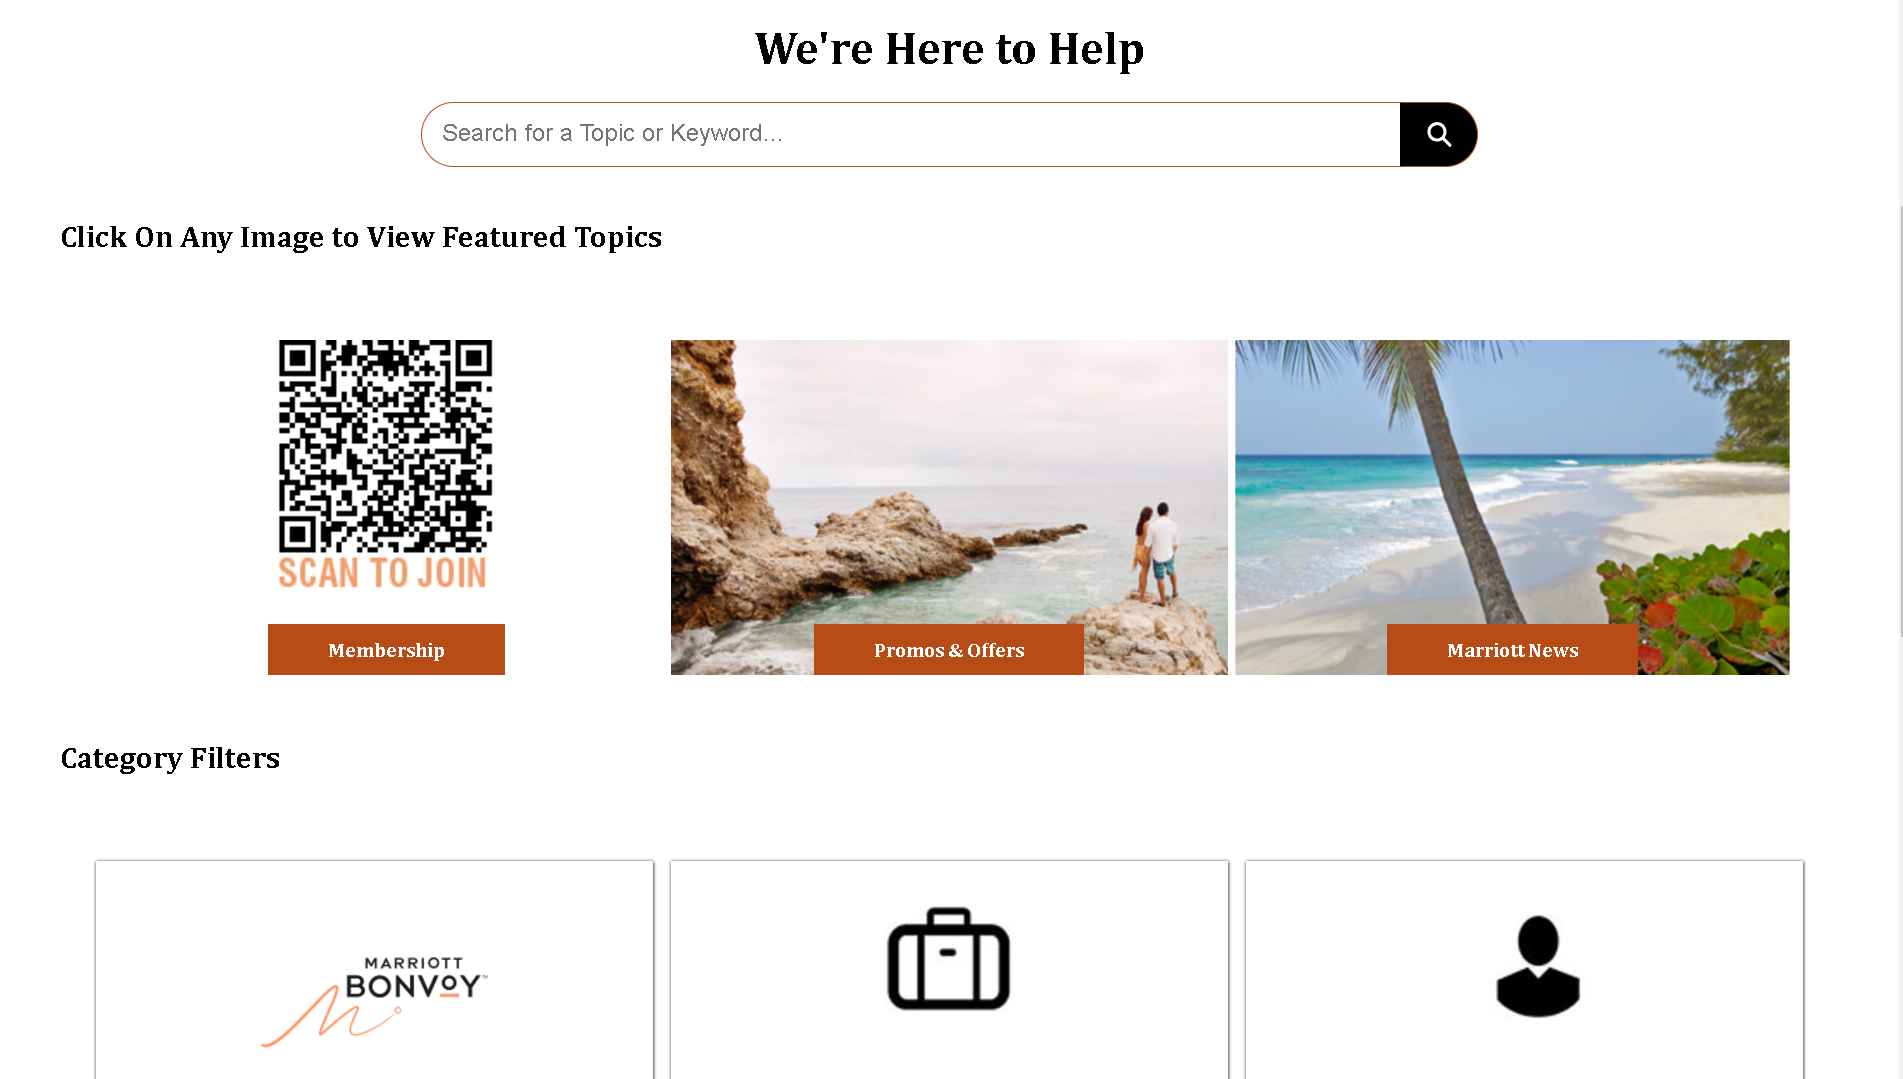 We're Here to Help
Search for a Topic or Keyword...
Click On Any Image to View Featured Topics
SCAN TO JOIN
Membership
Promos & Offers
Marriott News
Category Filters
MARRIOTT
BONVOY™